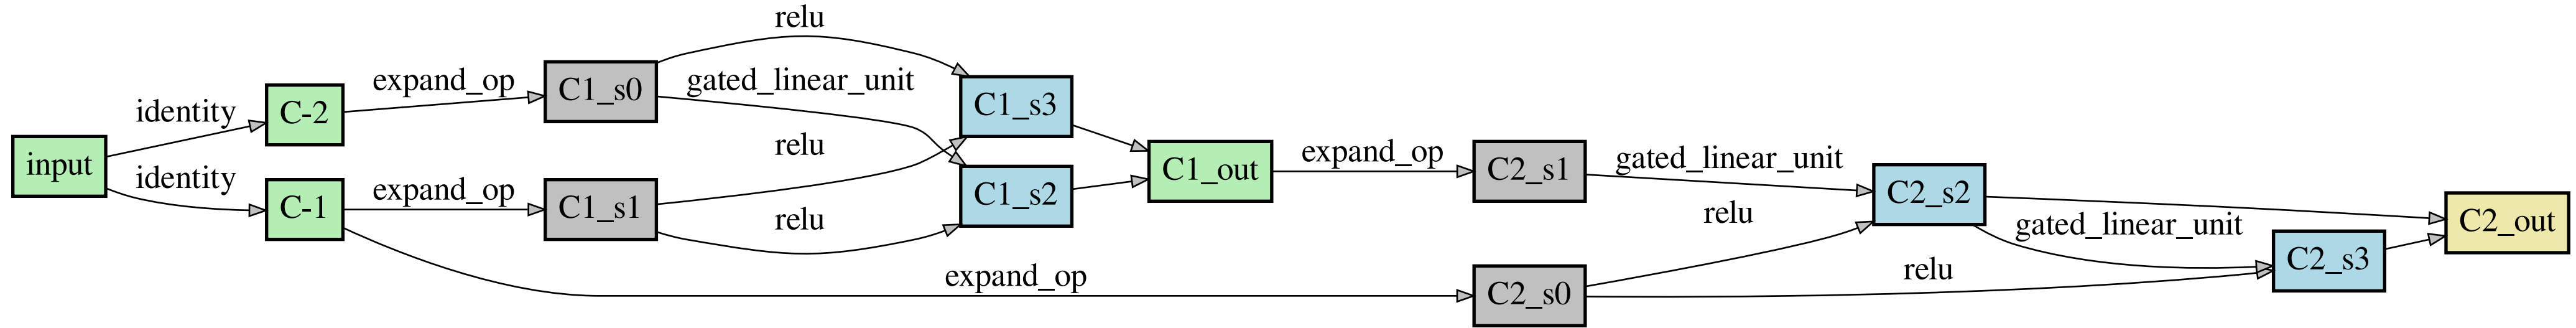 input
identity
identity
C-2
C-1
expand_op
expand_op
C1_s0
C1_s1
relu
gated_linear_unit
relu
relu
expand_op
C1_s3
C1_s2
C1_out
expand_op
C2_s1
C2_s0
gated_linear_unit
relu
relu
C2_s2
gated_linear_unit
C2_s3
C2_out